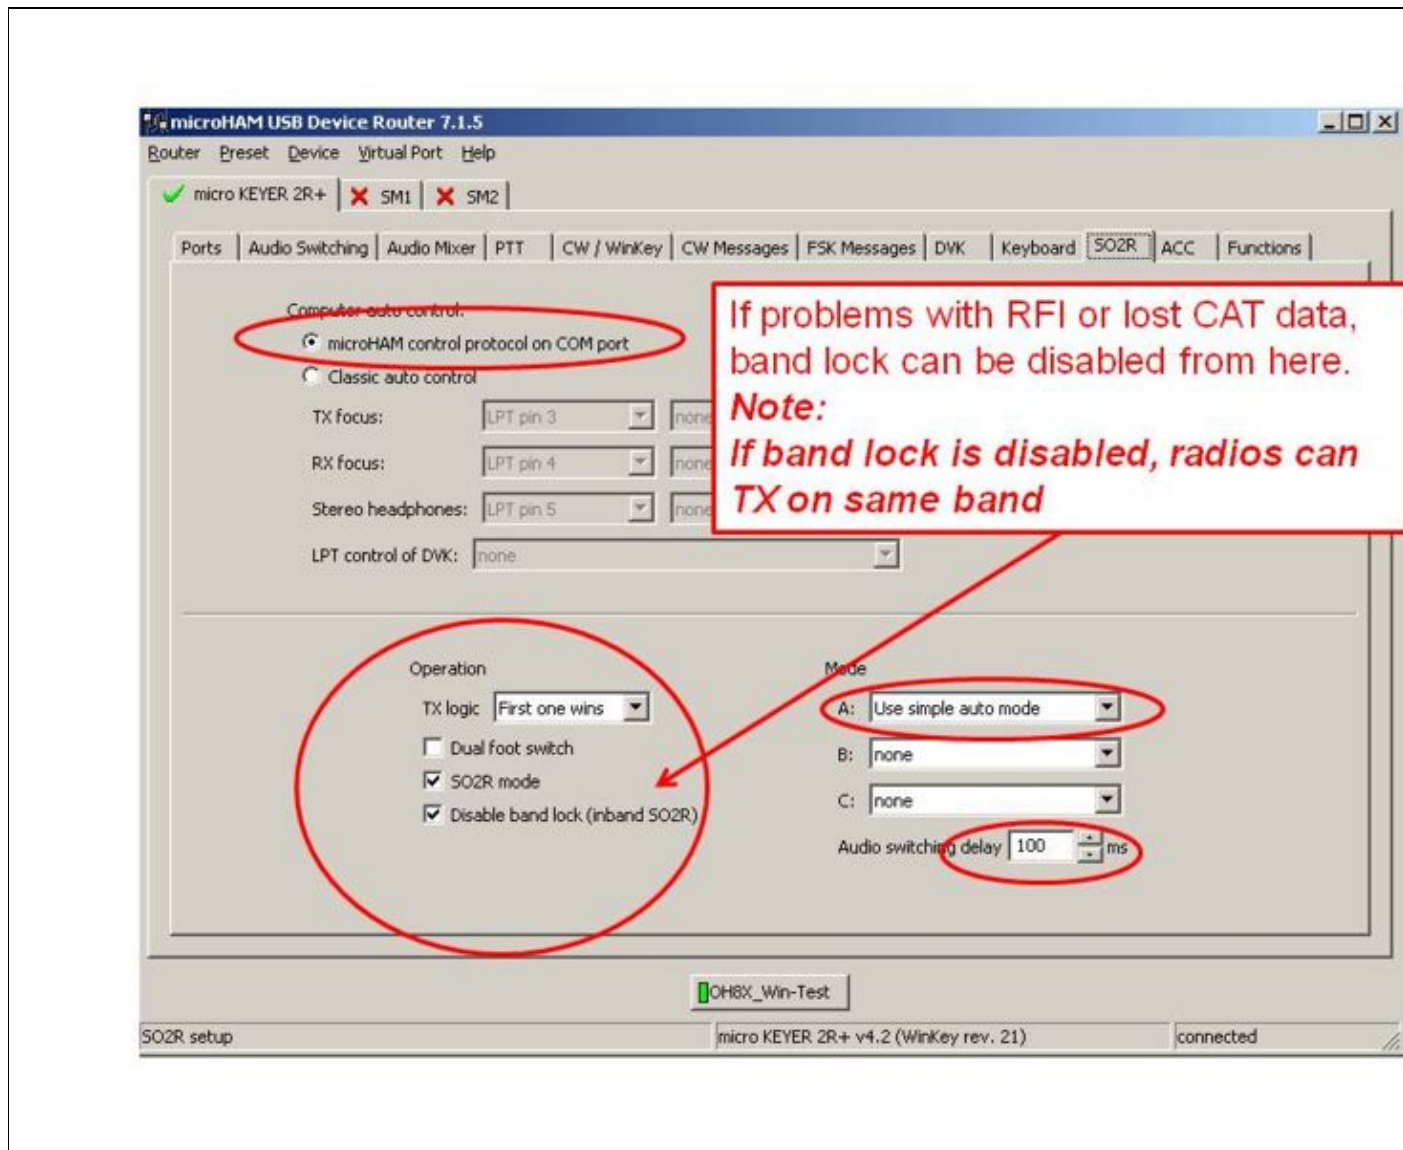 microHAM USB Device Router 7.1.5
Router Preset Device Virtual Port Help
micro KEYER 2R+ SM1 SM2
Ports Audio Switching Audio Mixer PTT CW / WinKey CW Messages FSK Messages DVK Keyboard SO2R ACC Functions
Computer auto control:
microHAM control protocol on COM port
Classic auto control
TX focus: LPT pin 3 none
RX focus: LPT pin 4 none
Stereo headphones: LPT pin 5 none
LPT control of DVK: none
If problems with RFI or lost CAT data,
band lock can be disabled from here.
Note:
If band lock is disabled, radios can
TX on same band
Operation
TX logic First one wins
Dual foot switch
SO2R mode
Disable band lock (inband SO2R)
Mode
A: Use simple auto mode
B: none
C: none
Audio switching delay 100 ms
OH8X_Win-Test
SO2R setup micro KEYER 2R+ v4.2 (WinKey rev. 21) connected